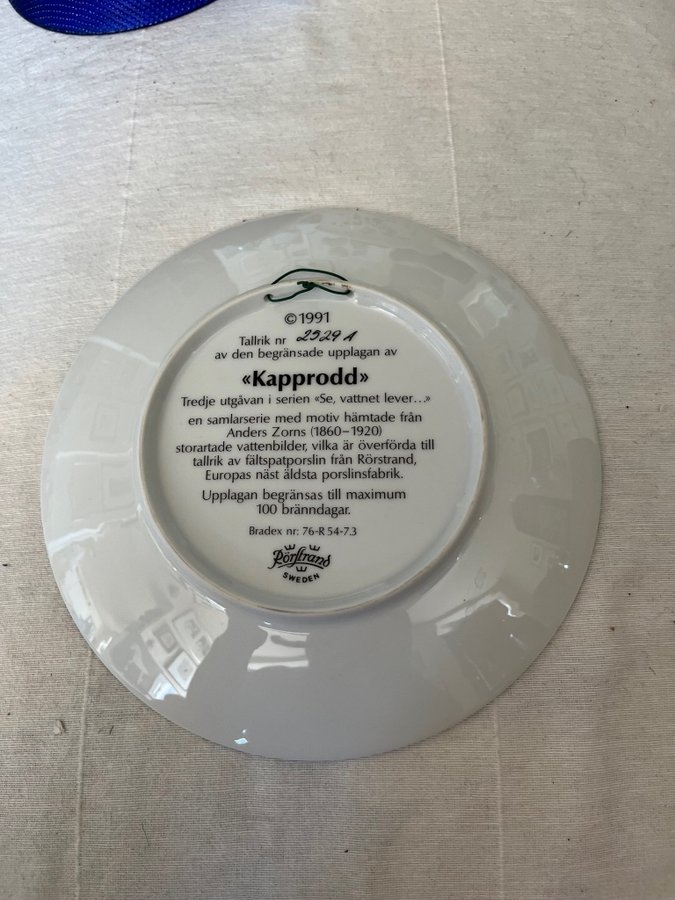 ©1991
Tallrik nr 2529 A
av den begränsade upplagan av
«Kapprodd»
Tredje utgåvan i serien «Se, vattnet lever...»
en samlarserie med motiv hämtade från
Anders Zorns (1860–1920)
storartade vattenbilder, vilka är överförda till
tallrik av fältspatporslin från Rörstrand,
Europas näst äldsta porslinsfabrik.
Upplagan begränsas till maximum
100 bränndagar.
Bradex nr: 76-R 54-7.3
Rörstrand
SWEDEN